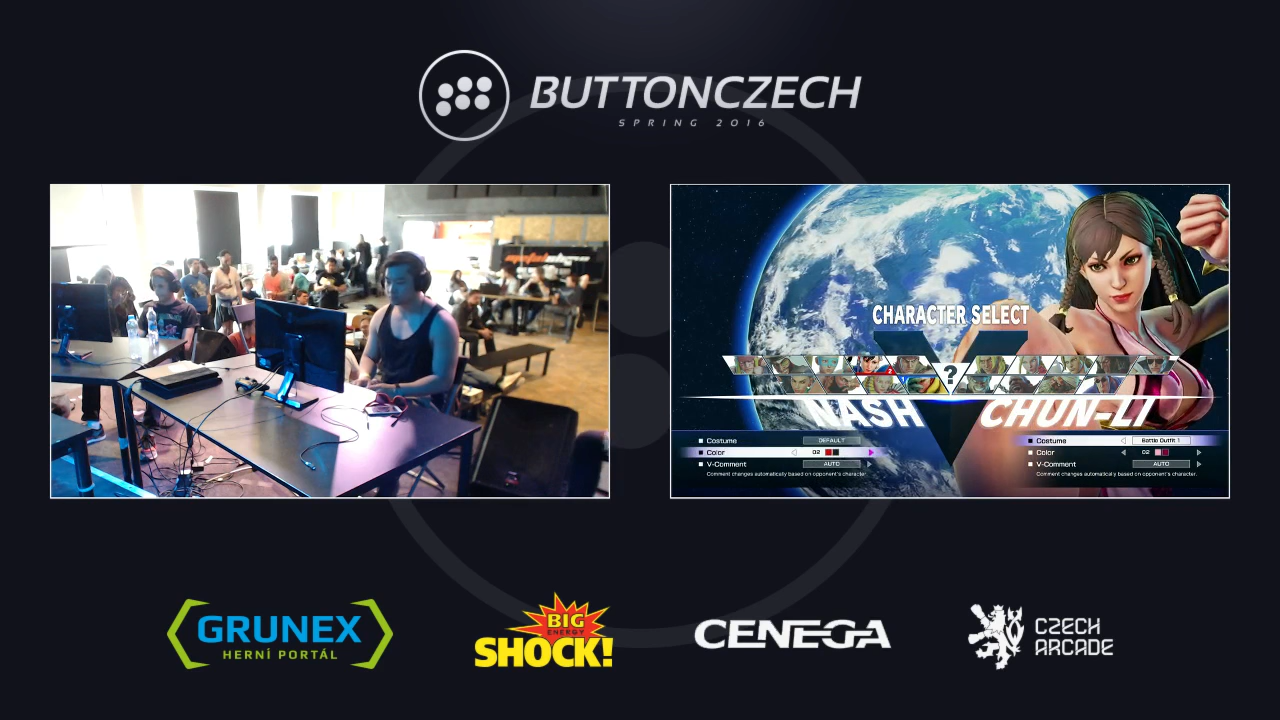 BUTTONCZECH
SPRING 2016
CHARACTER SELECT
2
1
?
NASH
CHUN-LI
Costume
DEFAULT
Color
02
V-Comment
AUTO
Comment changes automatically based on opponent's character.
Costume
Battle Outfit 1
Color
02
V-Comment
AUTO
Comment changes automatically based on opponent's character.
GRUNEX
HERNÍ PORTÁL
BIG
ENERGY
SHOCK!
CENEGA
CZECH
ARCADE